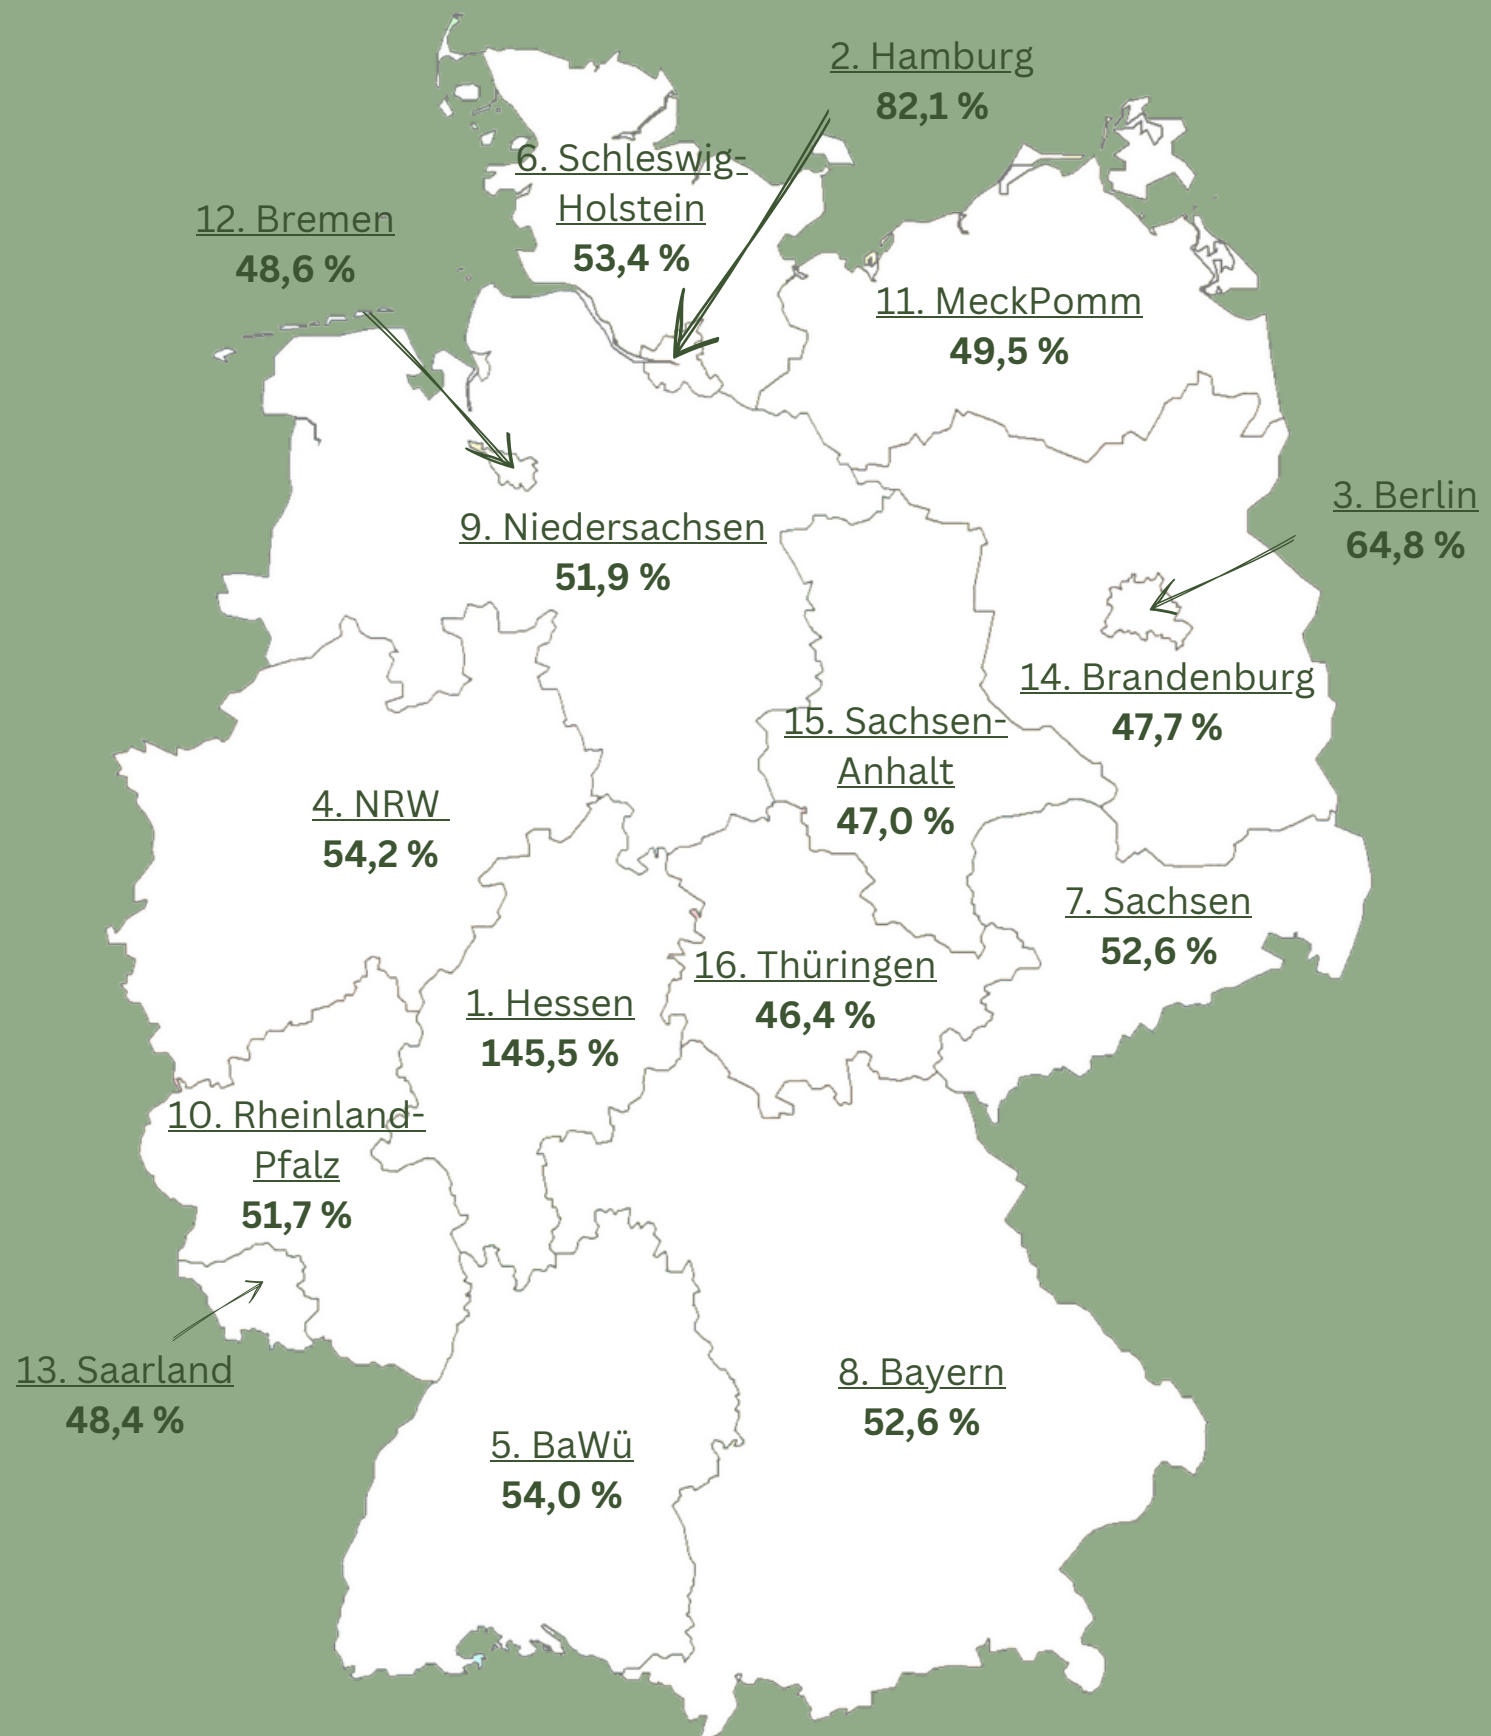 2. Hamburg
82,1 %
6. Schleswig-
Holstein
53,4 %
12. Bremen
48,6 %
11. MeckPomm
49,5 %
3. Berlin
64,8 %
9. Niedersachsen
51,9 %
14. Brandenburg
47,7 %
15. Sachsen-
Anhalt
47,0 %
4. NRW
54,2 %
7. Sachsen
52,6 %
16. Thüringen
46,4 %
1. Hessen
145,5 %
10. Rheinland-
Pfalz
51,7 %
13. Saarland
48,4 %
8. Bayern
52,6 %
5. BaWü
54,0 %